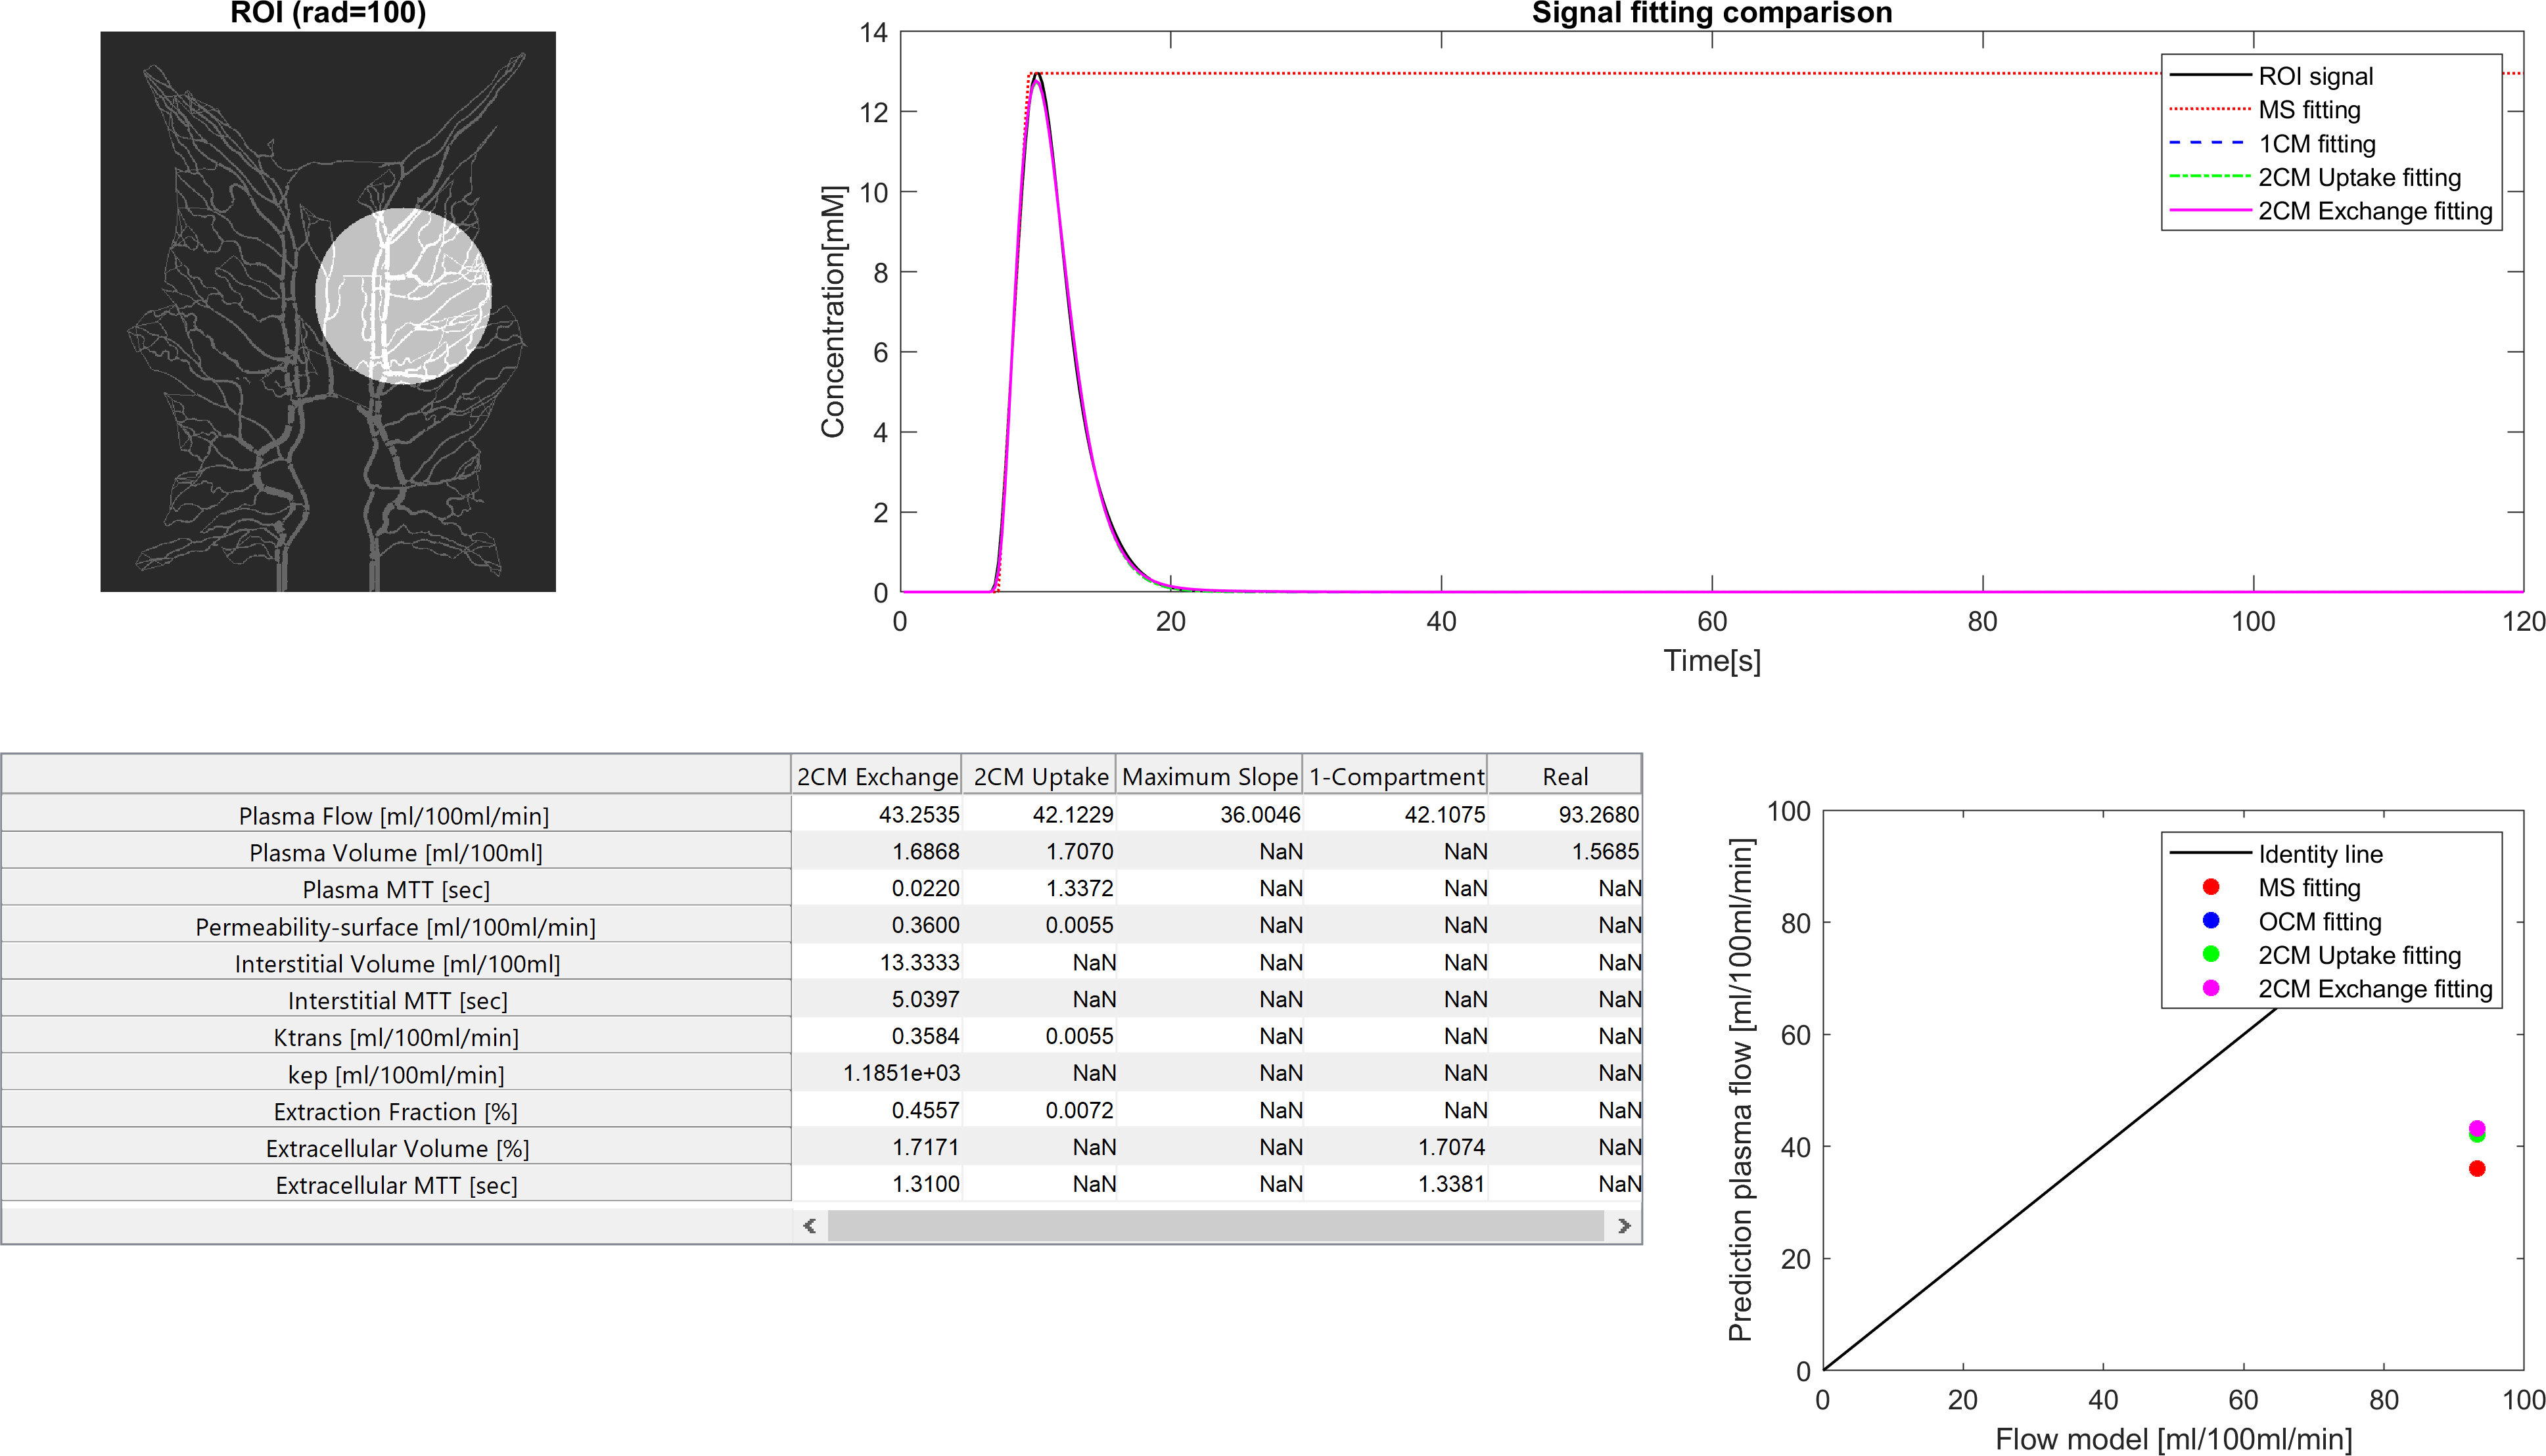 ROI (rad=100)
Signal fitting comparison
14
12
10
8
6
4
2
0
Concentration[mM]
0 20 40 60 80 100 120
Time[s]
ROI signal
MS fitting
1CM fitting
2CM Uptake fitting
2CM Exchange fitting
2CM Exchange 2CM Uptake Maximum Slope 1-Compartment Real
Plasma Flow [ml/100ml/min] 43.2535 42.1229 36.0046 42.1075 93.2680
Plasma Volume [ml/100ml] 1.6868 1.7070 NaN NaN 1.5685
Plasma MTT [sec] 0.0220 1.3372 NaN NaN NaN
Permeability-surface [ml/100ml/min] 0.3600 0.0055 NaN NaN NaN
Interstitial Volume [ml/100ml] 13.3333 NaN NaN NaN NaN
Interstitial MTT [sec] 5.0397 NaN NaN NaN NaN
Ktrans [ml/100ml/min] 0.3584 0.0055 NaN NaN NaN
kep [ml/100ml/min] 1.1851e+03 NaN NaN NaN NaN
Extraction Fraction [%] 0.4557 0.0072 NaN NaN NaN
Extracellular Volume [%] 1.7171 NaN NaN 1.7074 NaN
Extracellular MTT [sec] 1.3100 NaN NaN 1.3381 NaN
100
80
60
40
20
0
Prediction plasma flow [ml/100ml/min]
Identity line
MS fitting
OCM fitting
2CM Uptake fitting
2CM Exchange fitting
0 20 40 60 80 100
Flow model [ml/100ml/min]